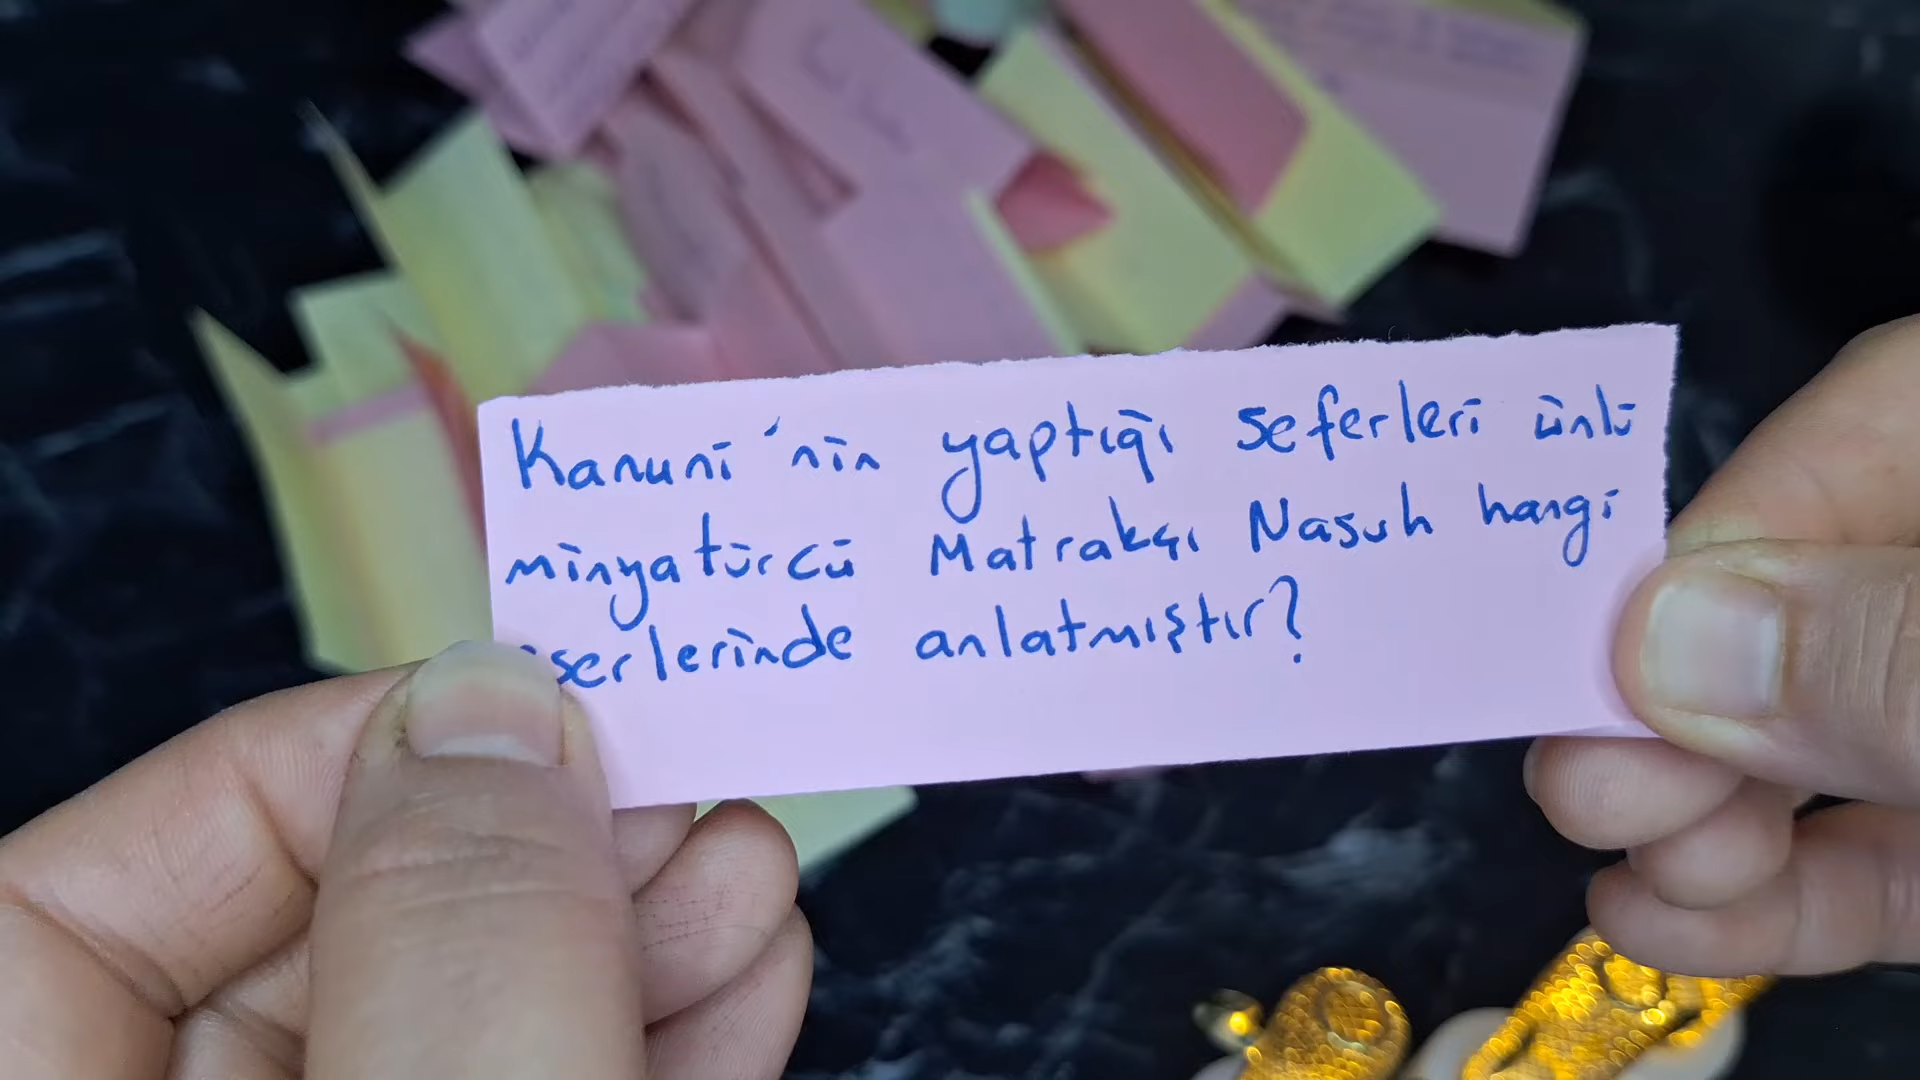 Kanuni'nin yaptığı seferleri ünlü
minyatürcü Matrakçı Nasuh hangi
eserlerinde anlatmıştır?